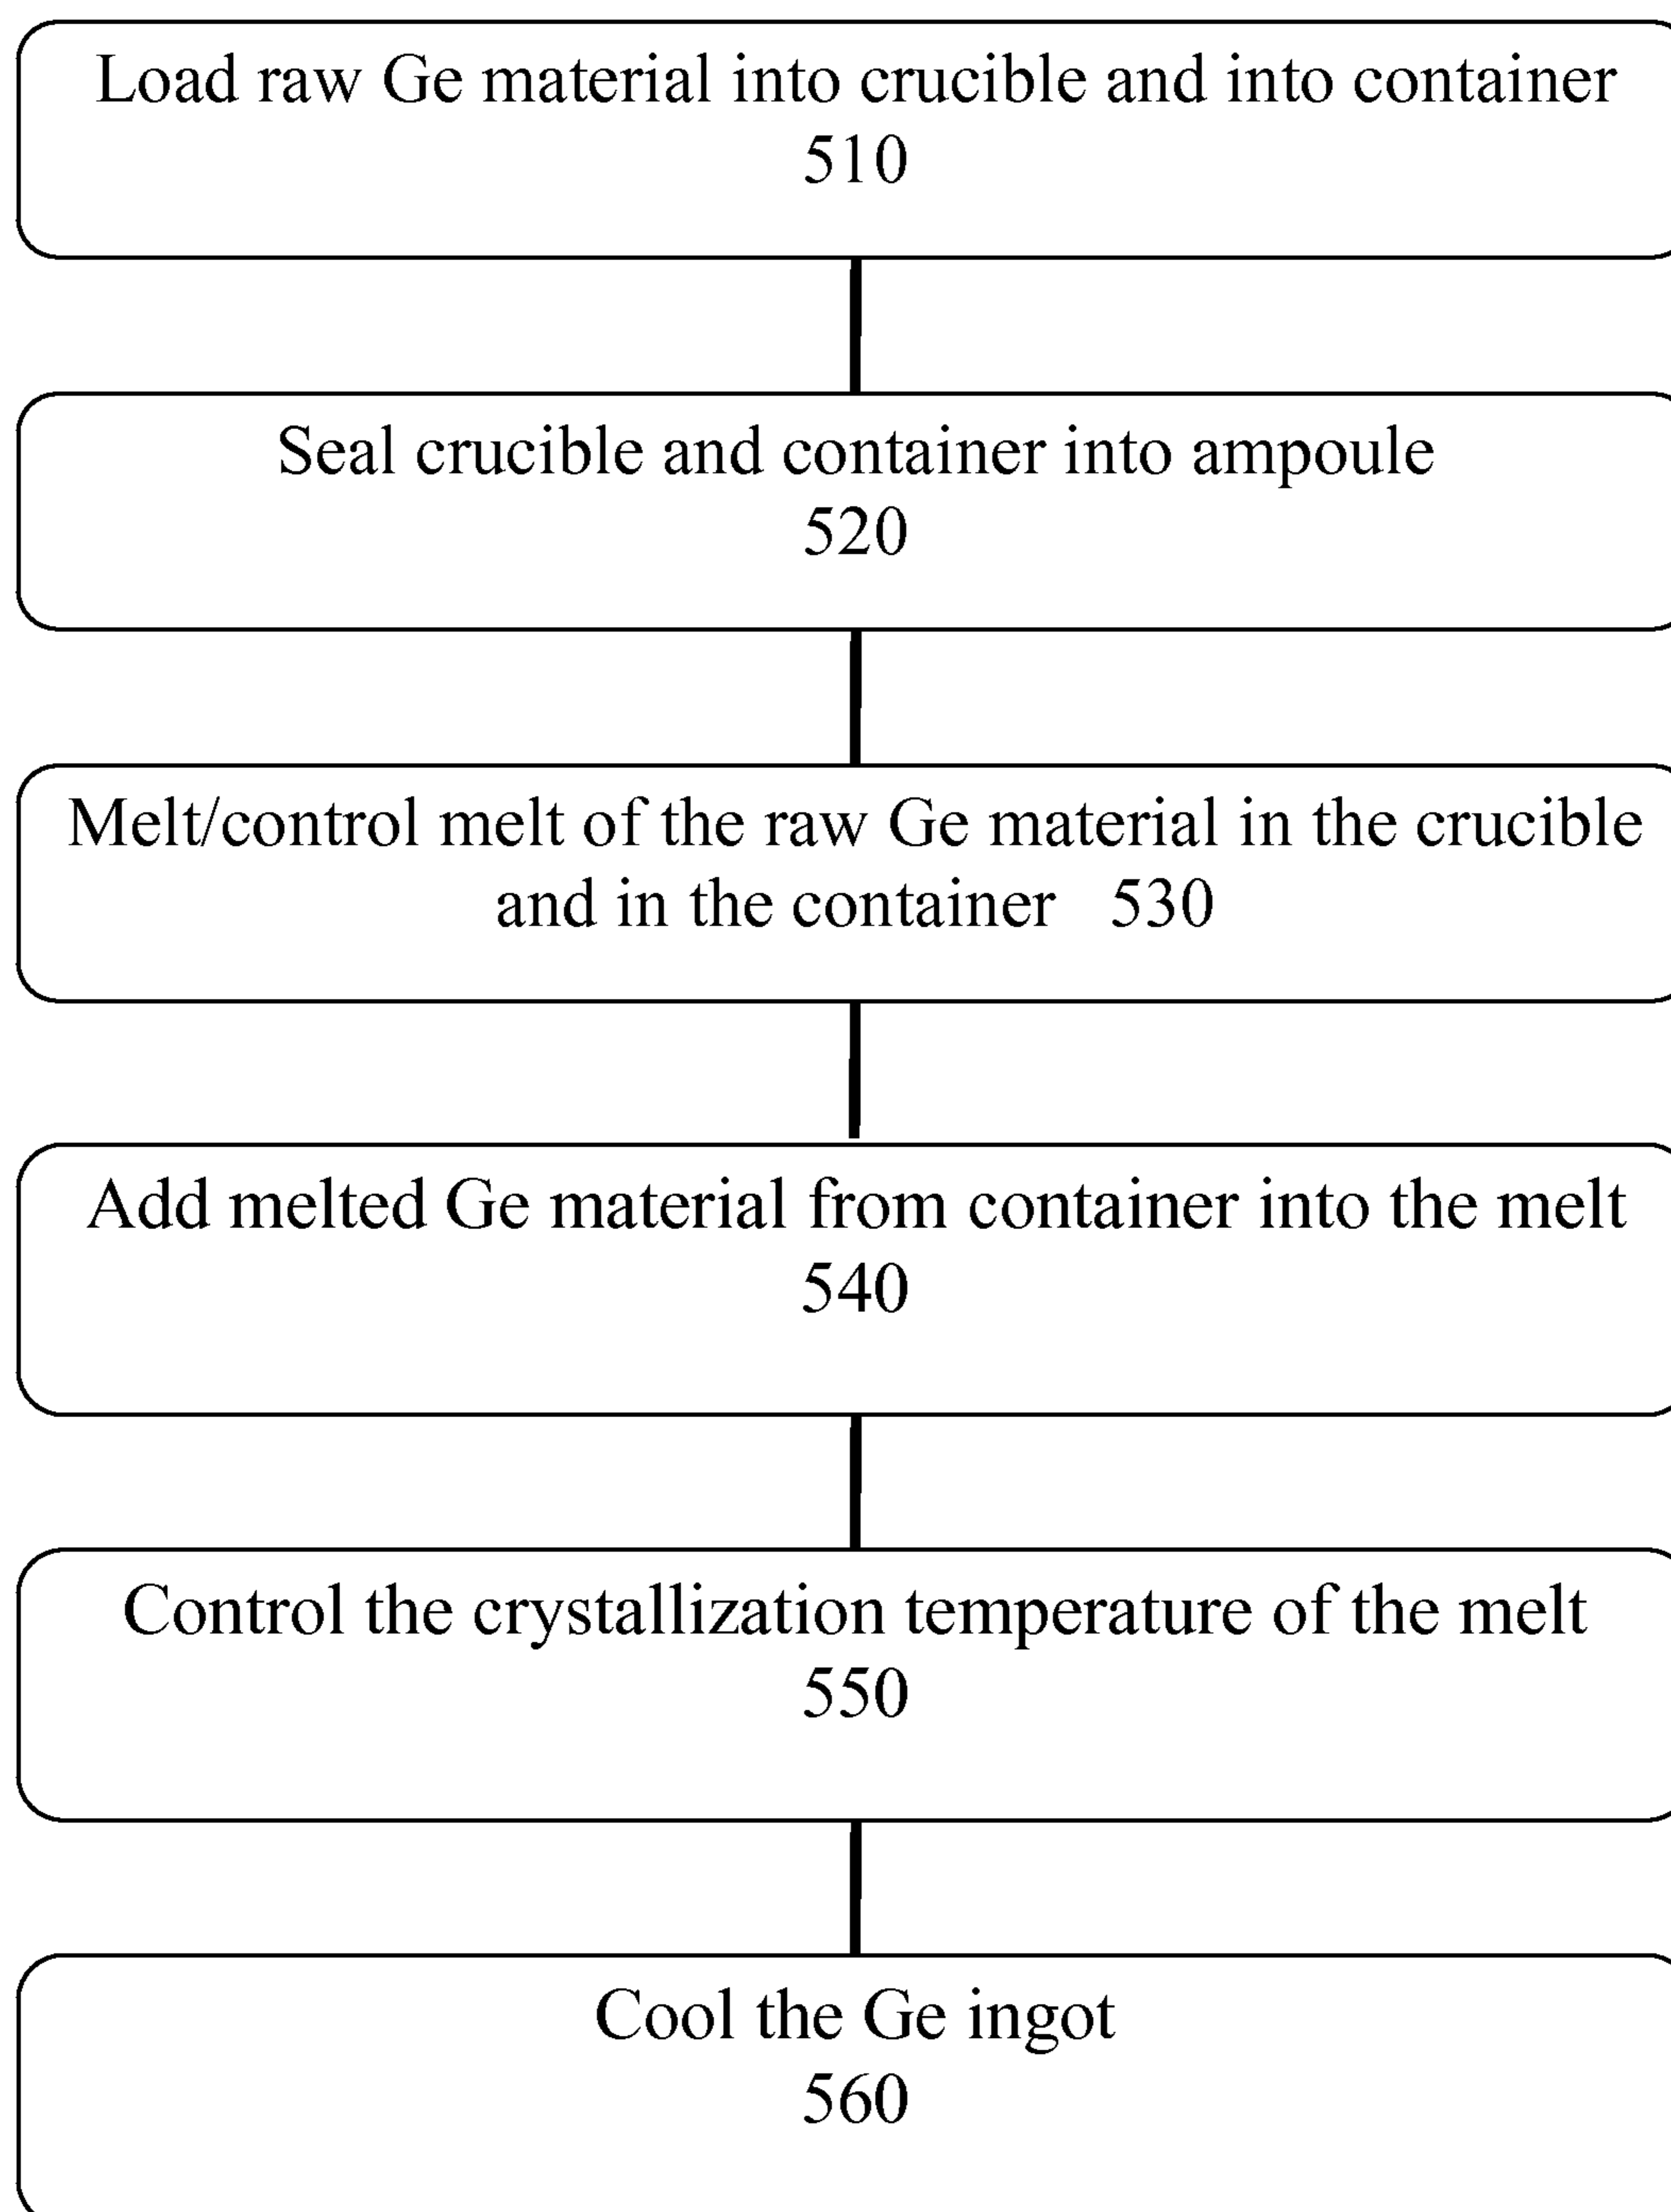 Load raw Ge material into crucible and into container
510
Seal crucible and container into ampoule
520
Melt/control melt of the raw Ge material in the crucible
and in the container 530
Add melted Ge material from container into the melt
540
Control the crystallization temperature of the melt
550
Cool the Ge ingot
560